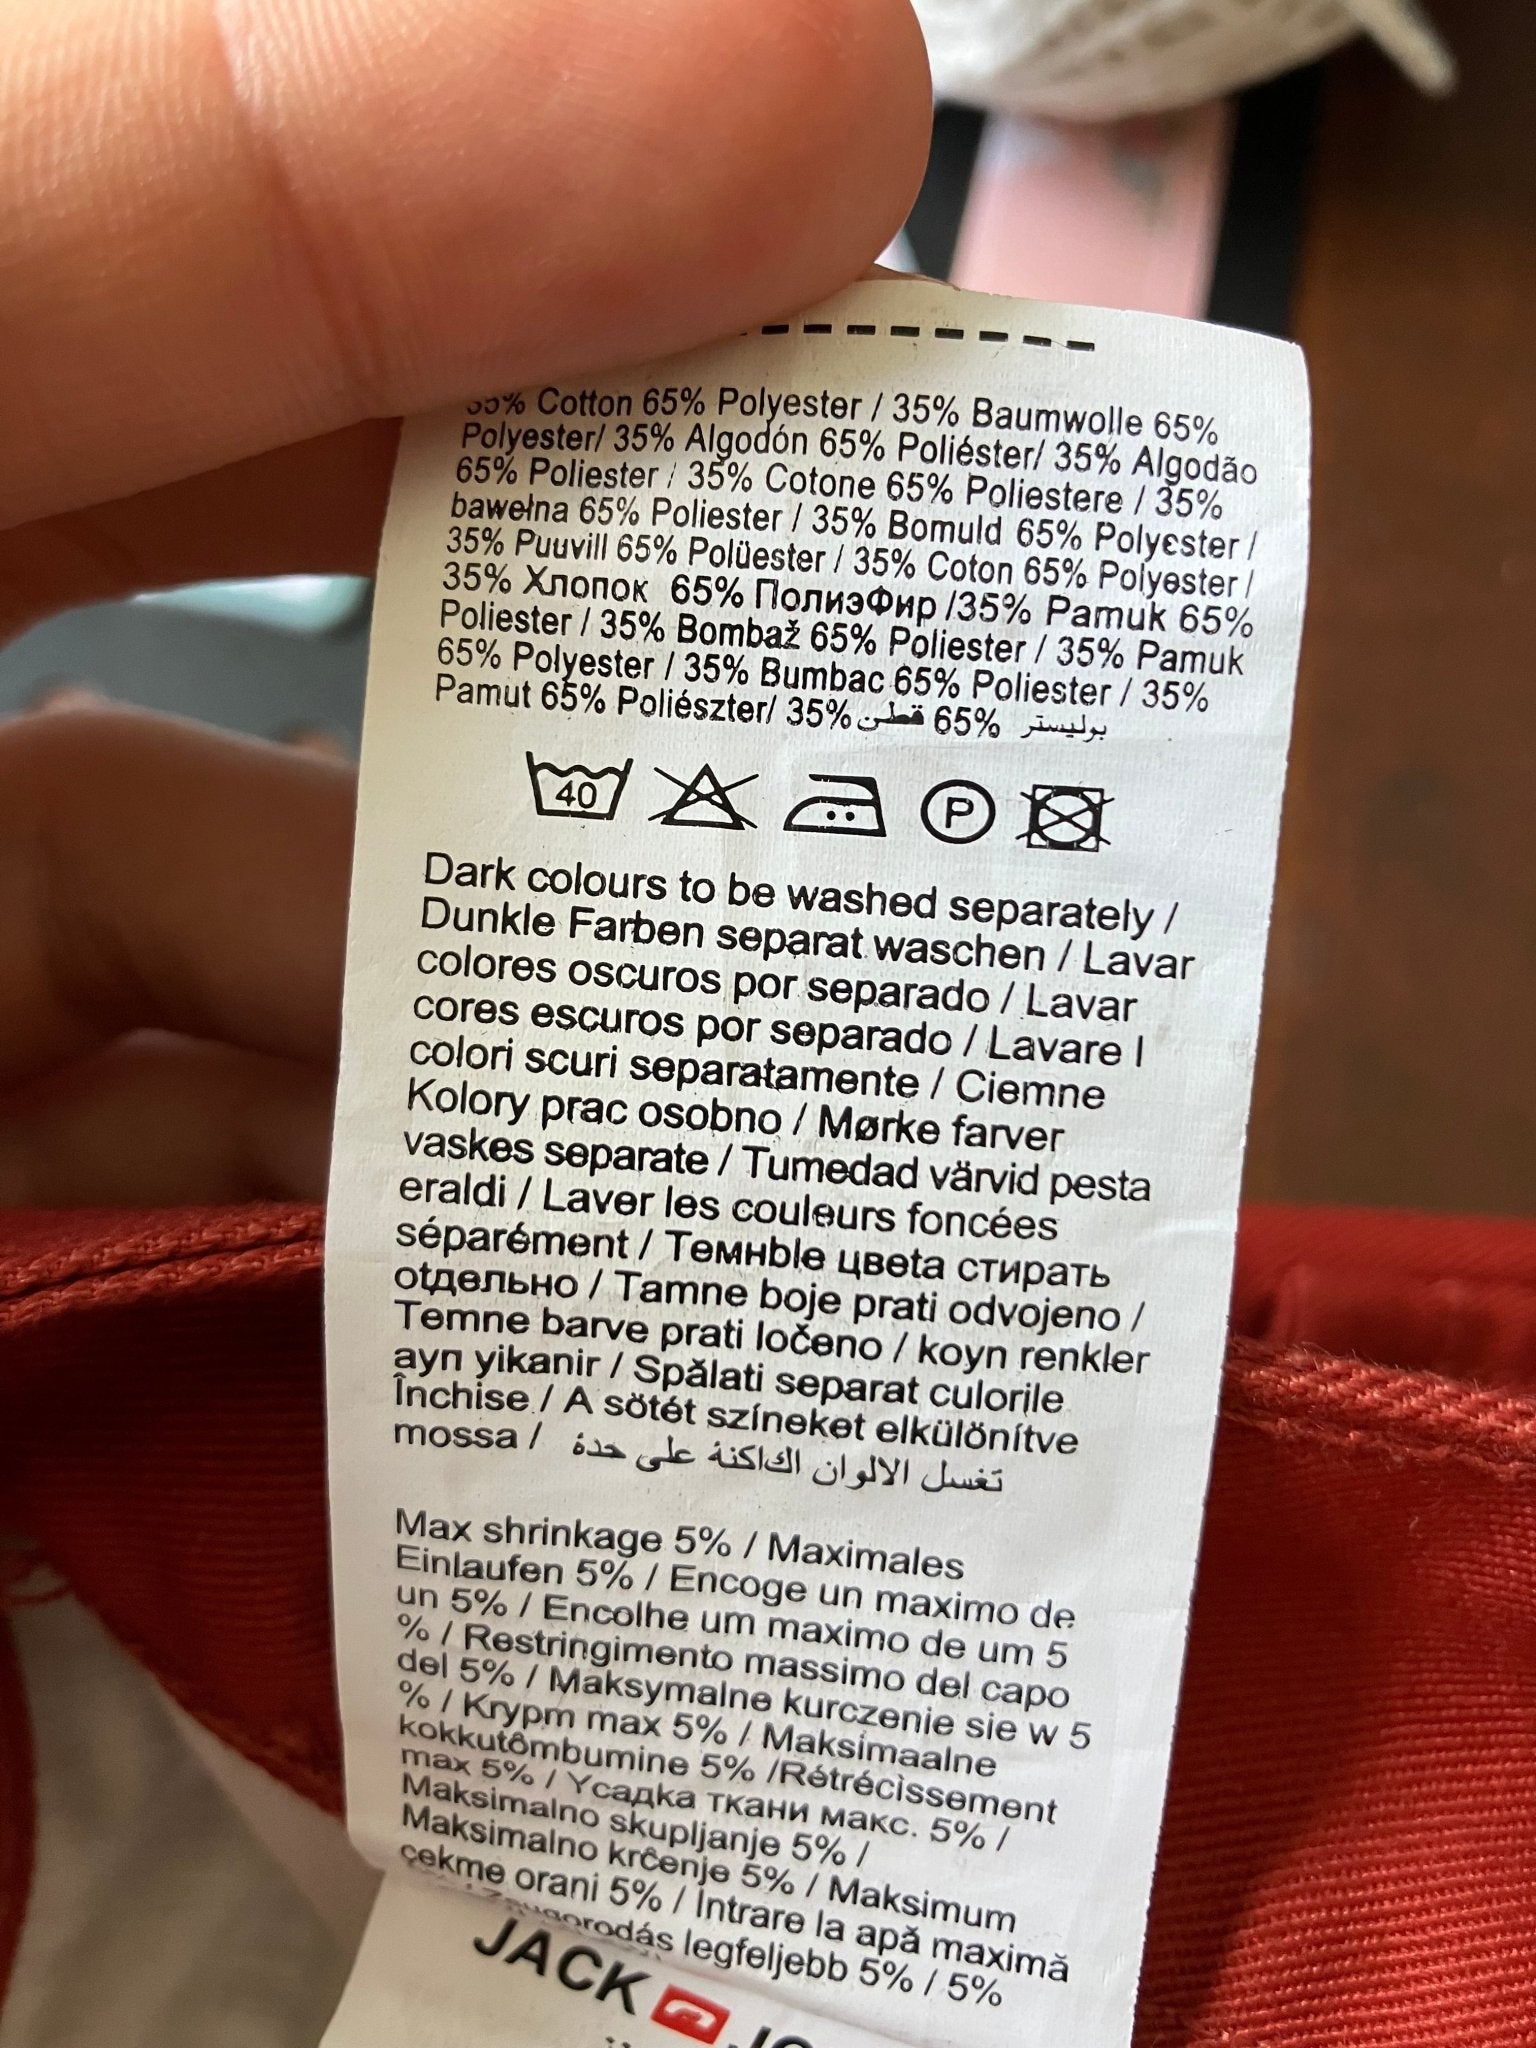 35% Cotton 65% Polyester / 35% Baumwolle 65%
Polyester/ 35% Algodón 65% Poliéster/ 35% Algodão
65% Poliester / 35% Cotone 65% Poliestere / 35%
bawełna 65% Poliester / 35% Bomuld 65% Polyester /
35% Puuvill 65% Polüester / 35% Coton 65% Polyester /
35% Хлопок 65% ПолиэФир /35% Pamuk 65%
Poliester / 35% Bombaž 65% Poliester / 35% Pamuk
65% Polyester / 35% Bumbac 65% Poliester / 35%
Pamut 65% Poliészter/ 35% قطن 65% بوليستر
40 P
Dark colours to be washed separately /
Dunkle Farben separat waschen / Lavar
colores oscuros por separado / Lavar
cores escuros por separado / Lavare I
colori scuri separatamente / Ciemne
Kolory prac osobno / Mørke farver
vaskes separate / Tumedad värvid pesta
eraldi / Laver les couleurs foncées
séparément / Темнble цвета стирать
отдельно / Tamne boje prati odvojeno /
Temne barve prati ločeno / koyn renkler
ayп yikanir / Spălati separat culorile
Închise / A sötét színeket elkülönítve
mossa / تغسل الالوان الداكنة على حدة
Max shrinkage 5% / Maximales
Einlaufen 5% / Encoge un maximo de
un 5% / Encolhe um maximo de um 5
% / Restringimento massimo del capo
del 5% / Maksymalne kurczenie sie w 5
% / Krypm max 5% / Maksimaalne
kokkutômbumine 5% /Rétrécìssement
max 5% / Усадка ткани макс. 5% /
Maksimalno skupljanje 5% /
Maksimalno krĉenje 5% / Maksimum
çekme orani 5% / Intrare la apă maximă
legfeljebb 5% / 5%
JACK